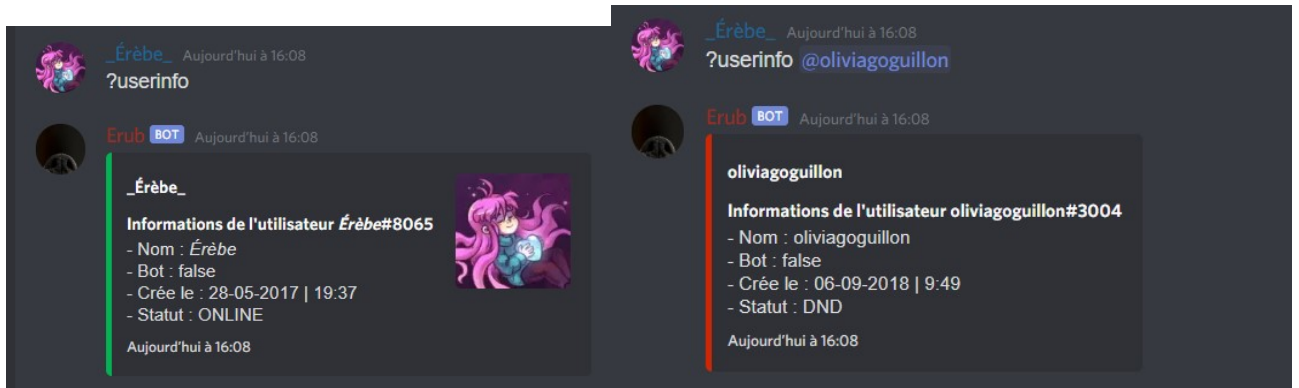 _Érèbe_ Aujourd'hui à 16:08
?userinfo
Erub BOT Aujourd'hui à 16:08
_Érèbe_
Informations de l'utilisateur Érèbe#8065
- Nom : Érèbe
- Bot : false
- Crée le : 28-05-2017 | 19:37
- Statut : ONLINE
Aujourd'hui à 16:08
_Érèbe_ Aujourd'hui à 16:08
?userinfo @oliviagoguillon
Erub BOT Aujourd'hui à 16:08
oliviagoguillon
Informations de l'utilisateur oliviagoguillon#3004
- Nom : oliviagoguillon
- Bot : false
- Crée le : 06-09-2018 | 9:49
- Statut : DND
Aujourd'hui à 16:08